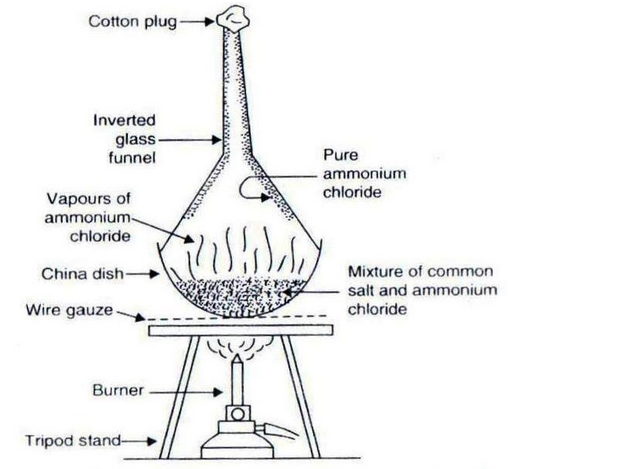 Cotton plug
Inverted
glass
funnel
Pure
ammonium
chloride
Vapours of
ammonium
chloride
China dish
Mixture of common
salt and ammonium
chloride
Wire gauze
Burner
Tripod stand